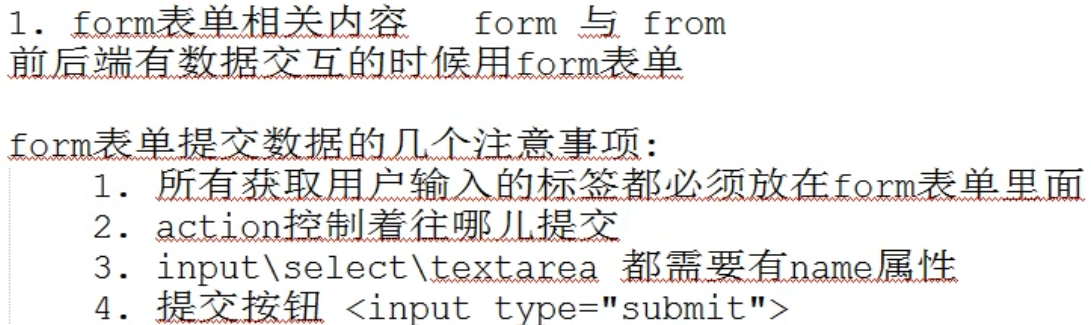 1. form表单相关内容   form 与 from
前后端有数据交互的时候用form表单
form表单提交数据的几个注意事项:
1. 所有获取用户输入的标签都必须放在form表单里面
2. action控制着往哪儿提交
3. input\select\textarea 都需要有name属性
4. 提交按钮 <input type="submit">